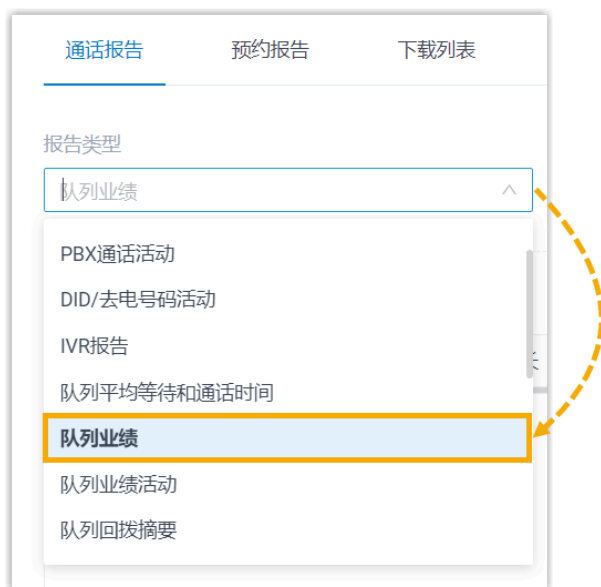 通话报告 预约报告 下载列表
报告类型
队列业绩
PBX通话活动
DID/去电号码活动
IVR报告
队列平均等待和通话时间
队列业绩
队列业绩活动
队列回拨摘要